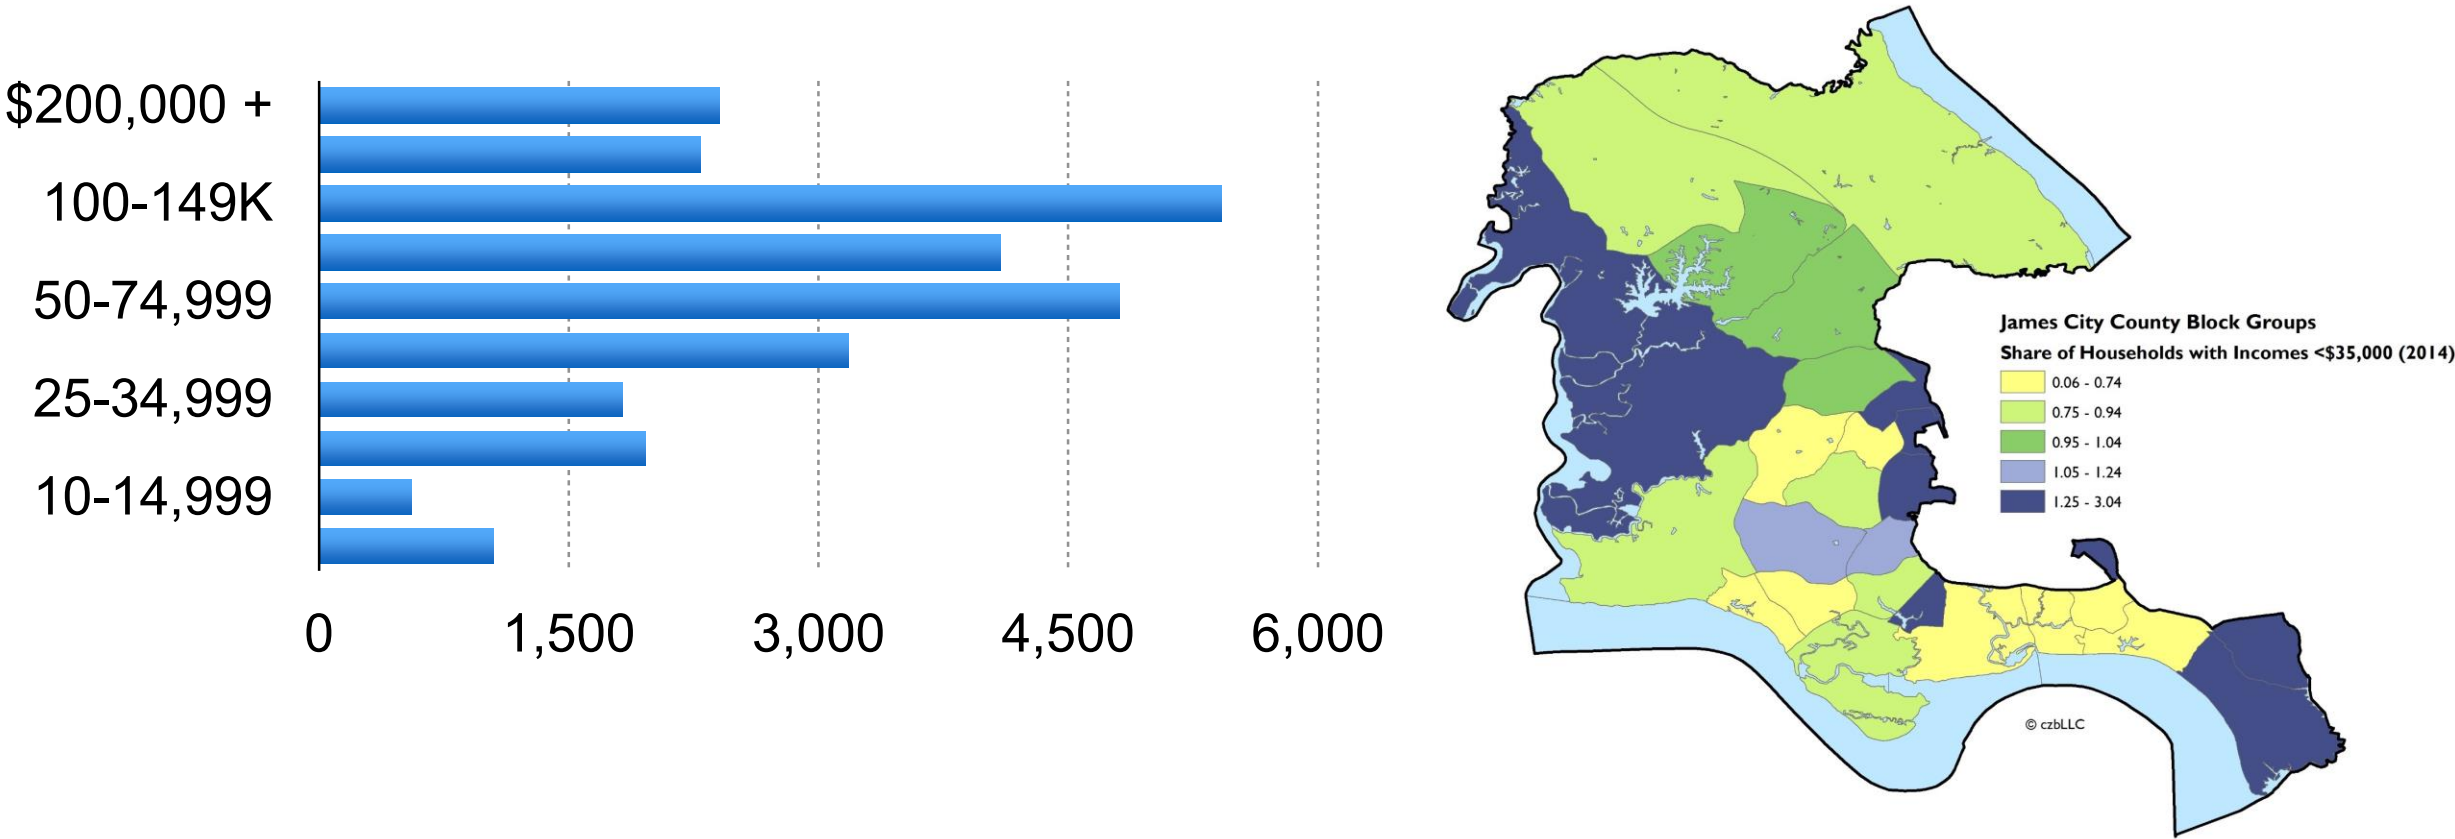 $200,000 +
100-149K
50-74,999
25-34,999
10-14,999
0 1,500 3,000 4,500 6,000
James City County Block Groups
Share of Households with Incomes <$35,000 (2014)
0.06 - 0.74
0.75 - 0.94
0.95 - 1.04
1.05 - 1.24
1.25 - 3.04
© czbLLC